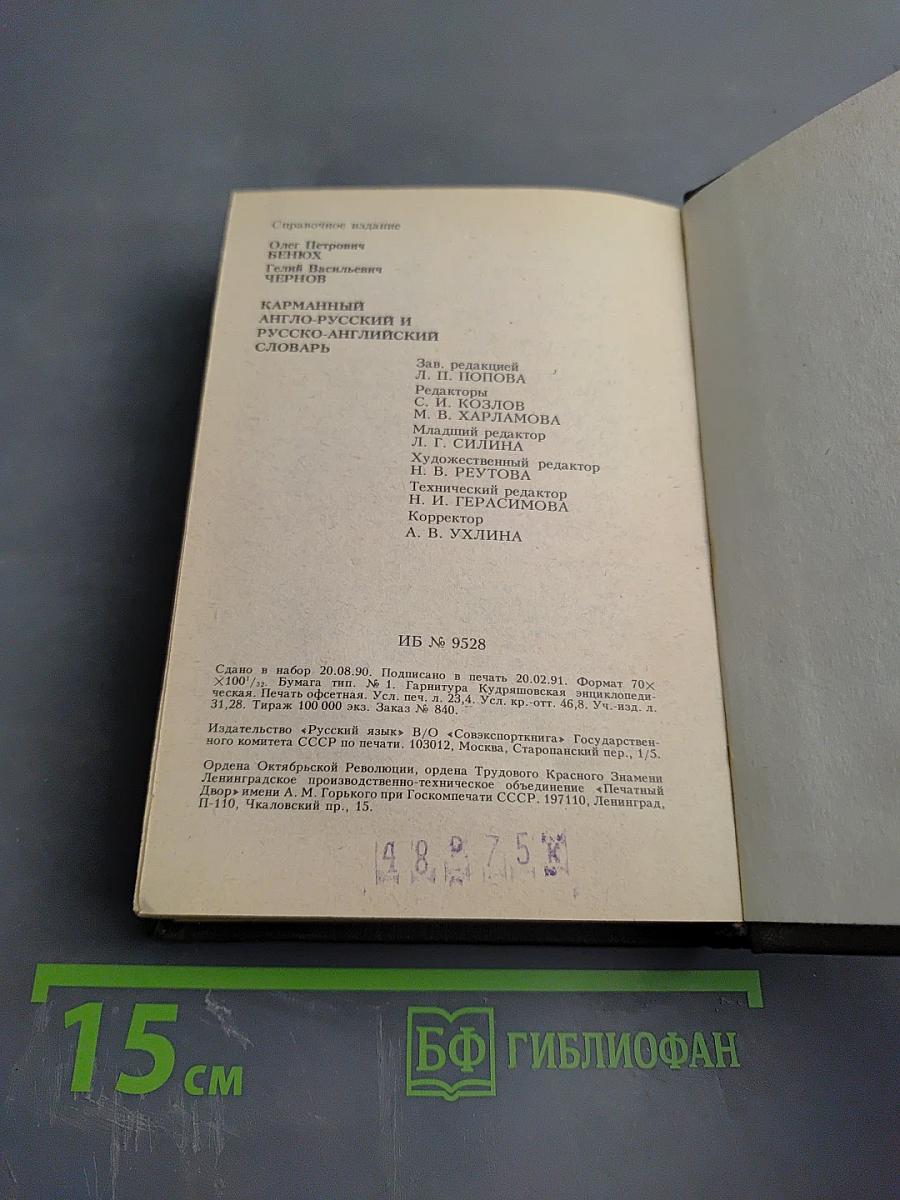 Справочное издание
Олег Петрович
БЕНЮХ
Гелий Васильевич
ЧЕРНОВ
КАРМАННЫЙ
АНГЛО-РУССКИЙ И
РУССКО-АНГЛИЙСКИЙ
СЛОВАРЬ
Зав. редакцией
Л. П. ПОПОВА
Редакторы
С. И. КОЗЛОВ
М. В. ХАРЛАМОВА
Младший редактор
Л. Г. СИЛИНА
Художественный редактор
Н. В. РЕУТОВА
Технический редактор
Н. И. ГЕРАСИМОВА
Корректор
А. В. УХЛИНА
ИБ № 9528
Сдано в набор 20.08.90. Подписано в печать 20.02.91. Формат 70×
×100¹/₃₂. Бумага тип. № 1. Гарнитура Кудряшовская энциклопеди-
ческая. Печать офсетная. Усл. печ. л. 23,4. Усл. кр.-отт. 46,8. Уч.-изд. л.
31,28. Тираж 100 000 экз. Заказ № 840.
Издательство «Русский язык» В/О «Совэкспорткнига» Государствен-
ного комитета СССР по печати. 103012, Москва, Старопанский пер., 1/5.
Ордена Октябрьской Революции, ордена Трудового Красного Знамени
Ленинградское производственно-техническое объединение «Печатный
Двор» имени А. М. Горького при Госкомпечати СССР. 197110, Ленинград,
П-110, Чкаловский пр., 15.
15 см
БФ ГИБЛИОФАН